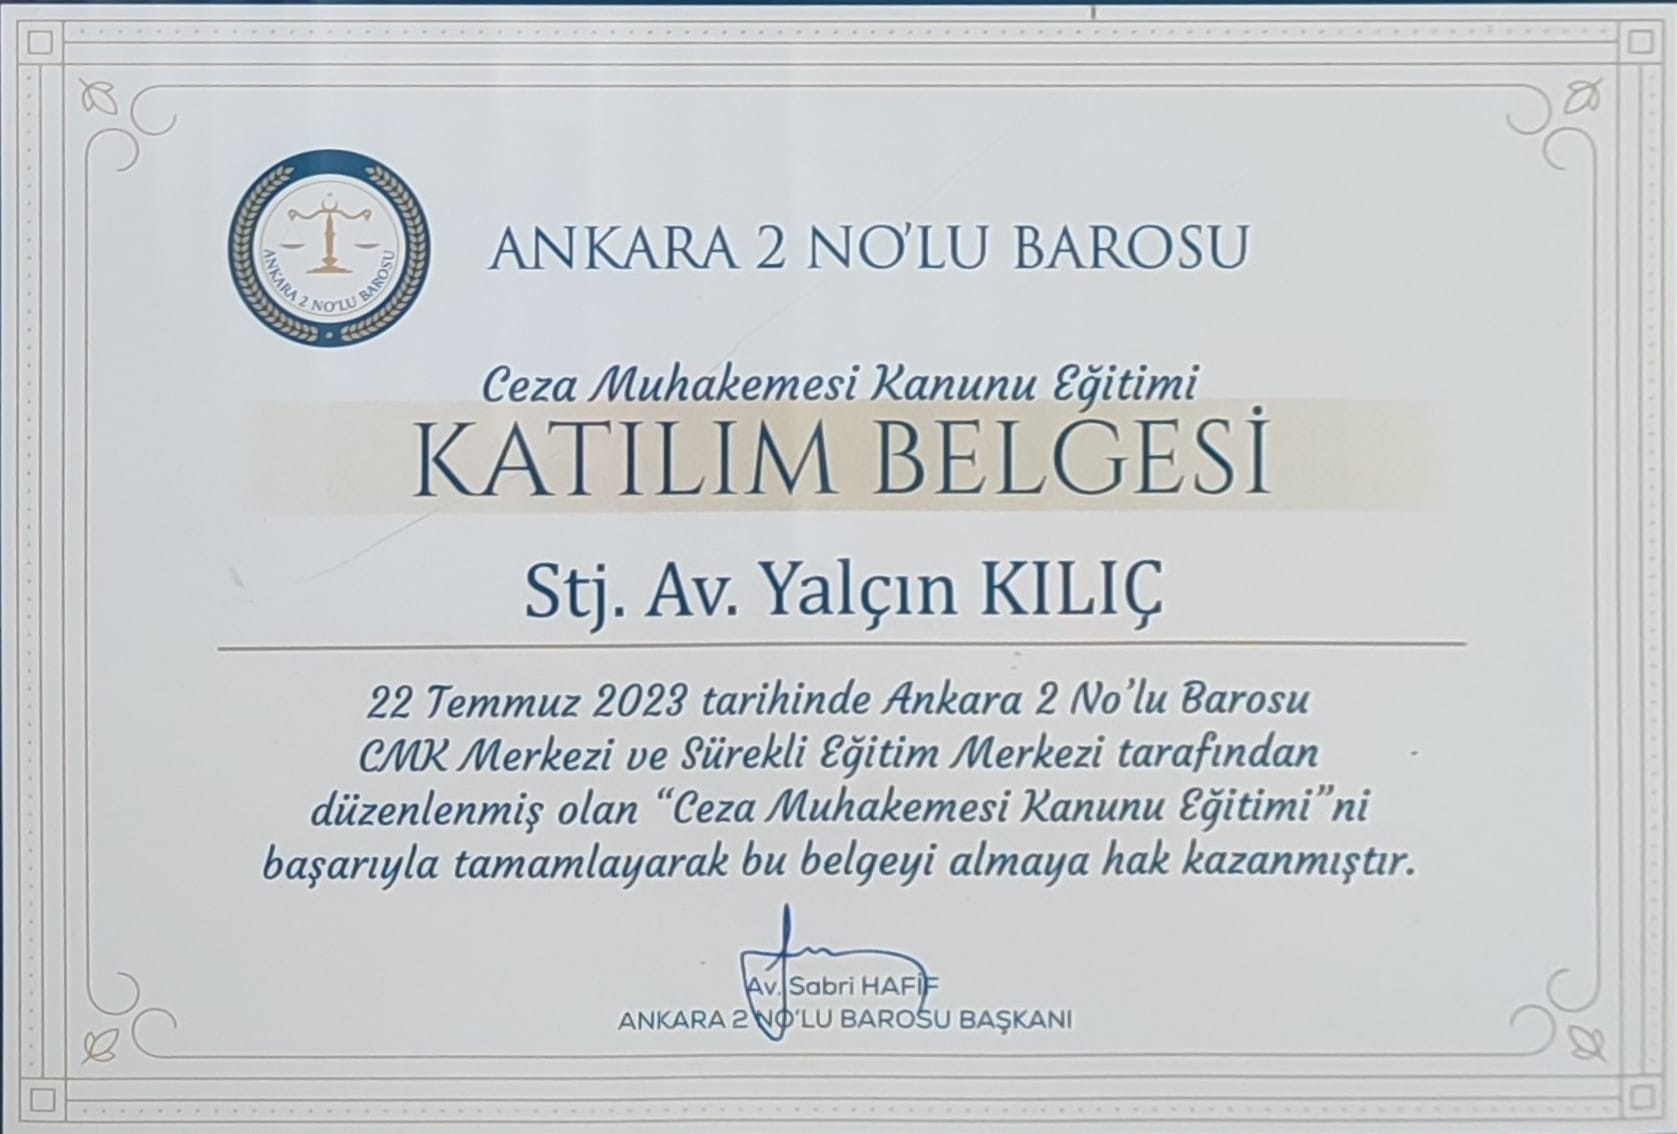 ANKARA 2 NO'LU BAROSU
ANKARA 2 NO'LU BAROSU
Ceza Muhakemesi Kanunu Eğitimi
KATILIM BELGESİ
Stj. Av. Yalçın KILIÇ
22 Temmuz 2023 tarihinde Ankara 2 No'lu Barosu
CMK Merkezi ve Sürekli Eğitim Merkezi tarafından
düzenlenmiş olan “Ceza Muhakemesi Kanunu Eğitimi”ni
başarıyla tamamlayarak bu belgeyi almaya hak kazanmıştır.
Av. Sabri HAFİF
ANKARA 2 NO'LU BAROSU BAŞKANI